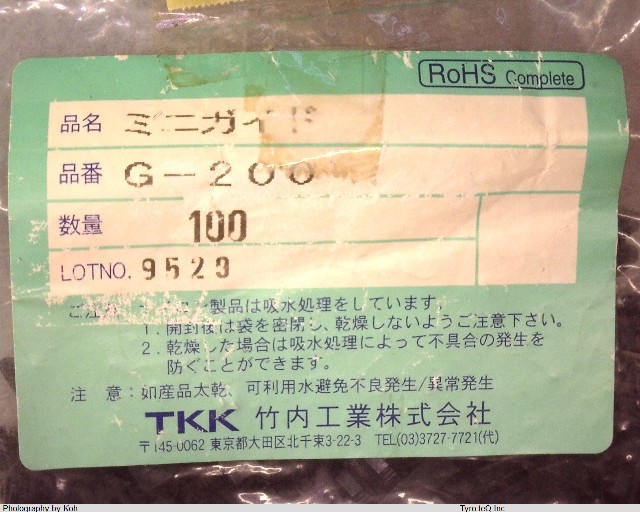 RoHS Complete
品名 ミニガイド
品番 G-200
数量 100
LOTNO. 9529
製品は吸水処理をしています。
1. 開封後は袋を密閉し、乾燥しないようご注意下さい。
2. 乾燥した場合は吸水処理によって不具合の発生を
防ぐことができます。
注 意：如産品太乾、可利用水避免不良発生/異常発生
TKK 竹内工業株式会社
〒145-0062 東京都大田区北千束3-22-3 TEL(03)3727-7721(代)
Photography by Koh
TyroteQ Inc